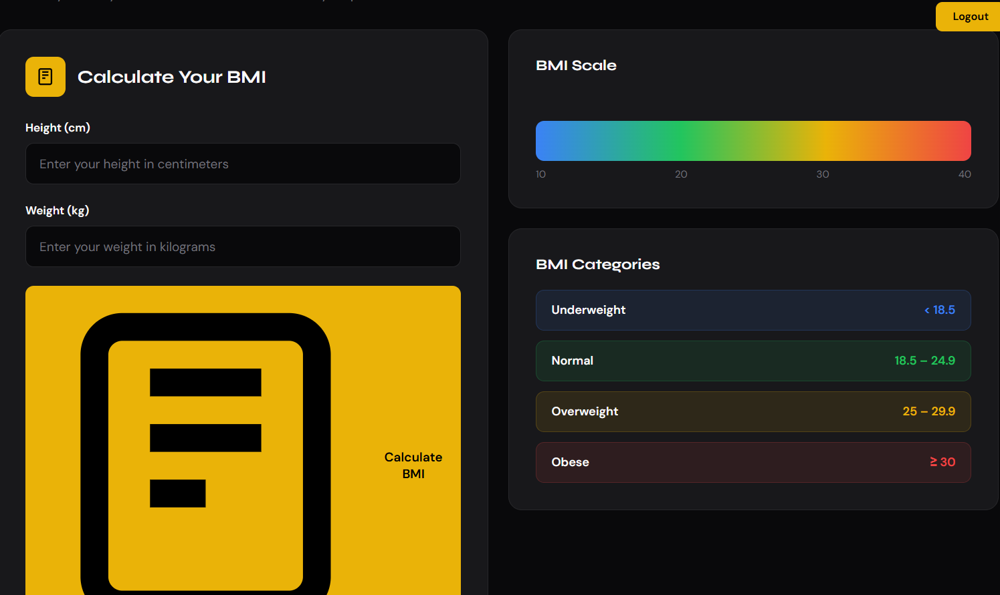 Logout
Calculate Your BMI
Height (cm)
Enter your height in centimeters
Weight (kg)
Enter your weight in kilograms
Calculate
BMI
BMI Scale
10 20 30 40
BMI Categories
Underweight < 18.5
Normal 18.5 – 24.9
Overweight 25 – 29.9
Obese ≥ 30